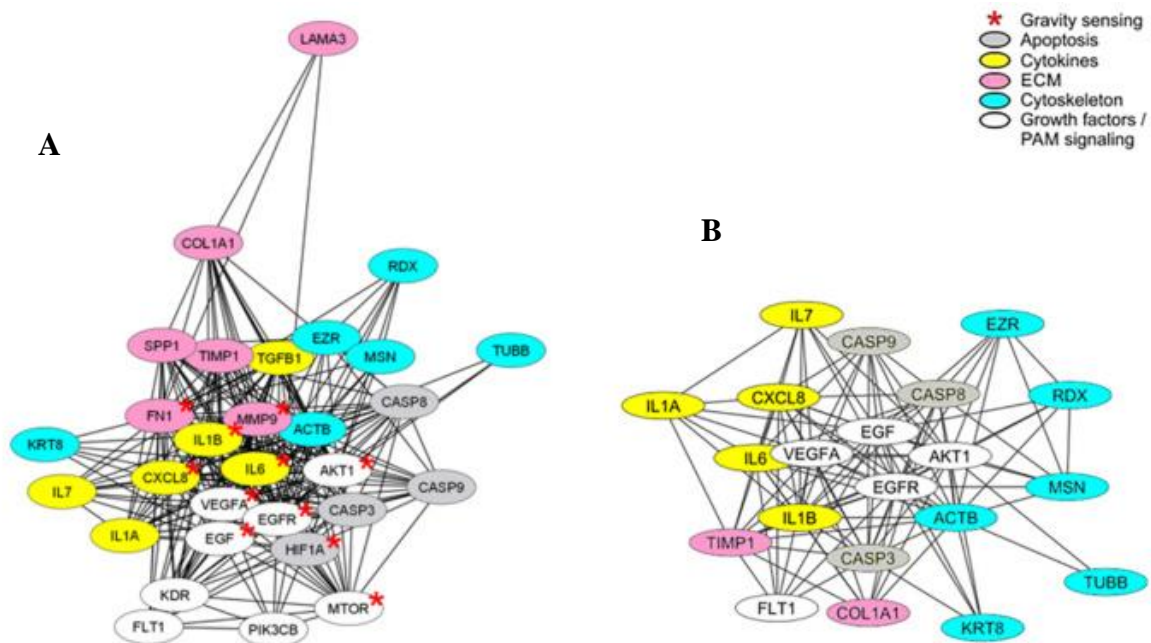 * Gravity sensing
Apoptosis
Cytokines
ECM
Cytoskeleton
Growth factors /
PAM signaling
A
LAMA3
COL1A1
RDX
SPP1
TIMP1
TGFB1
EZR
MSN
TUBB
FN1*
MMP9*
ACTB
CASP8
KRT8
IL1B*
IL7
CXCL8*
IL6*
AKT1*
CASP9
IL1A
VEGFA*
EGFR*
CASP3
EGF*
HIF1A*
KDR
MTOR*
FLT1
PIK3CB
B
IL7
EZR
CASP9
IL1A
CXCL8
CASP8
RDX
EGF
IL6
VEGFA
AKT1
EGFR
MSN
IL1B
ACTB
TIMP1
CASP3
TUBB
FLT1
COL1A1
KRT8